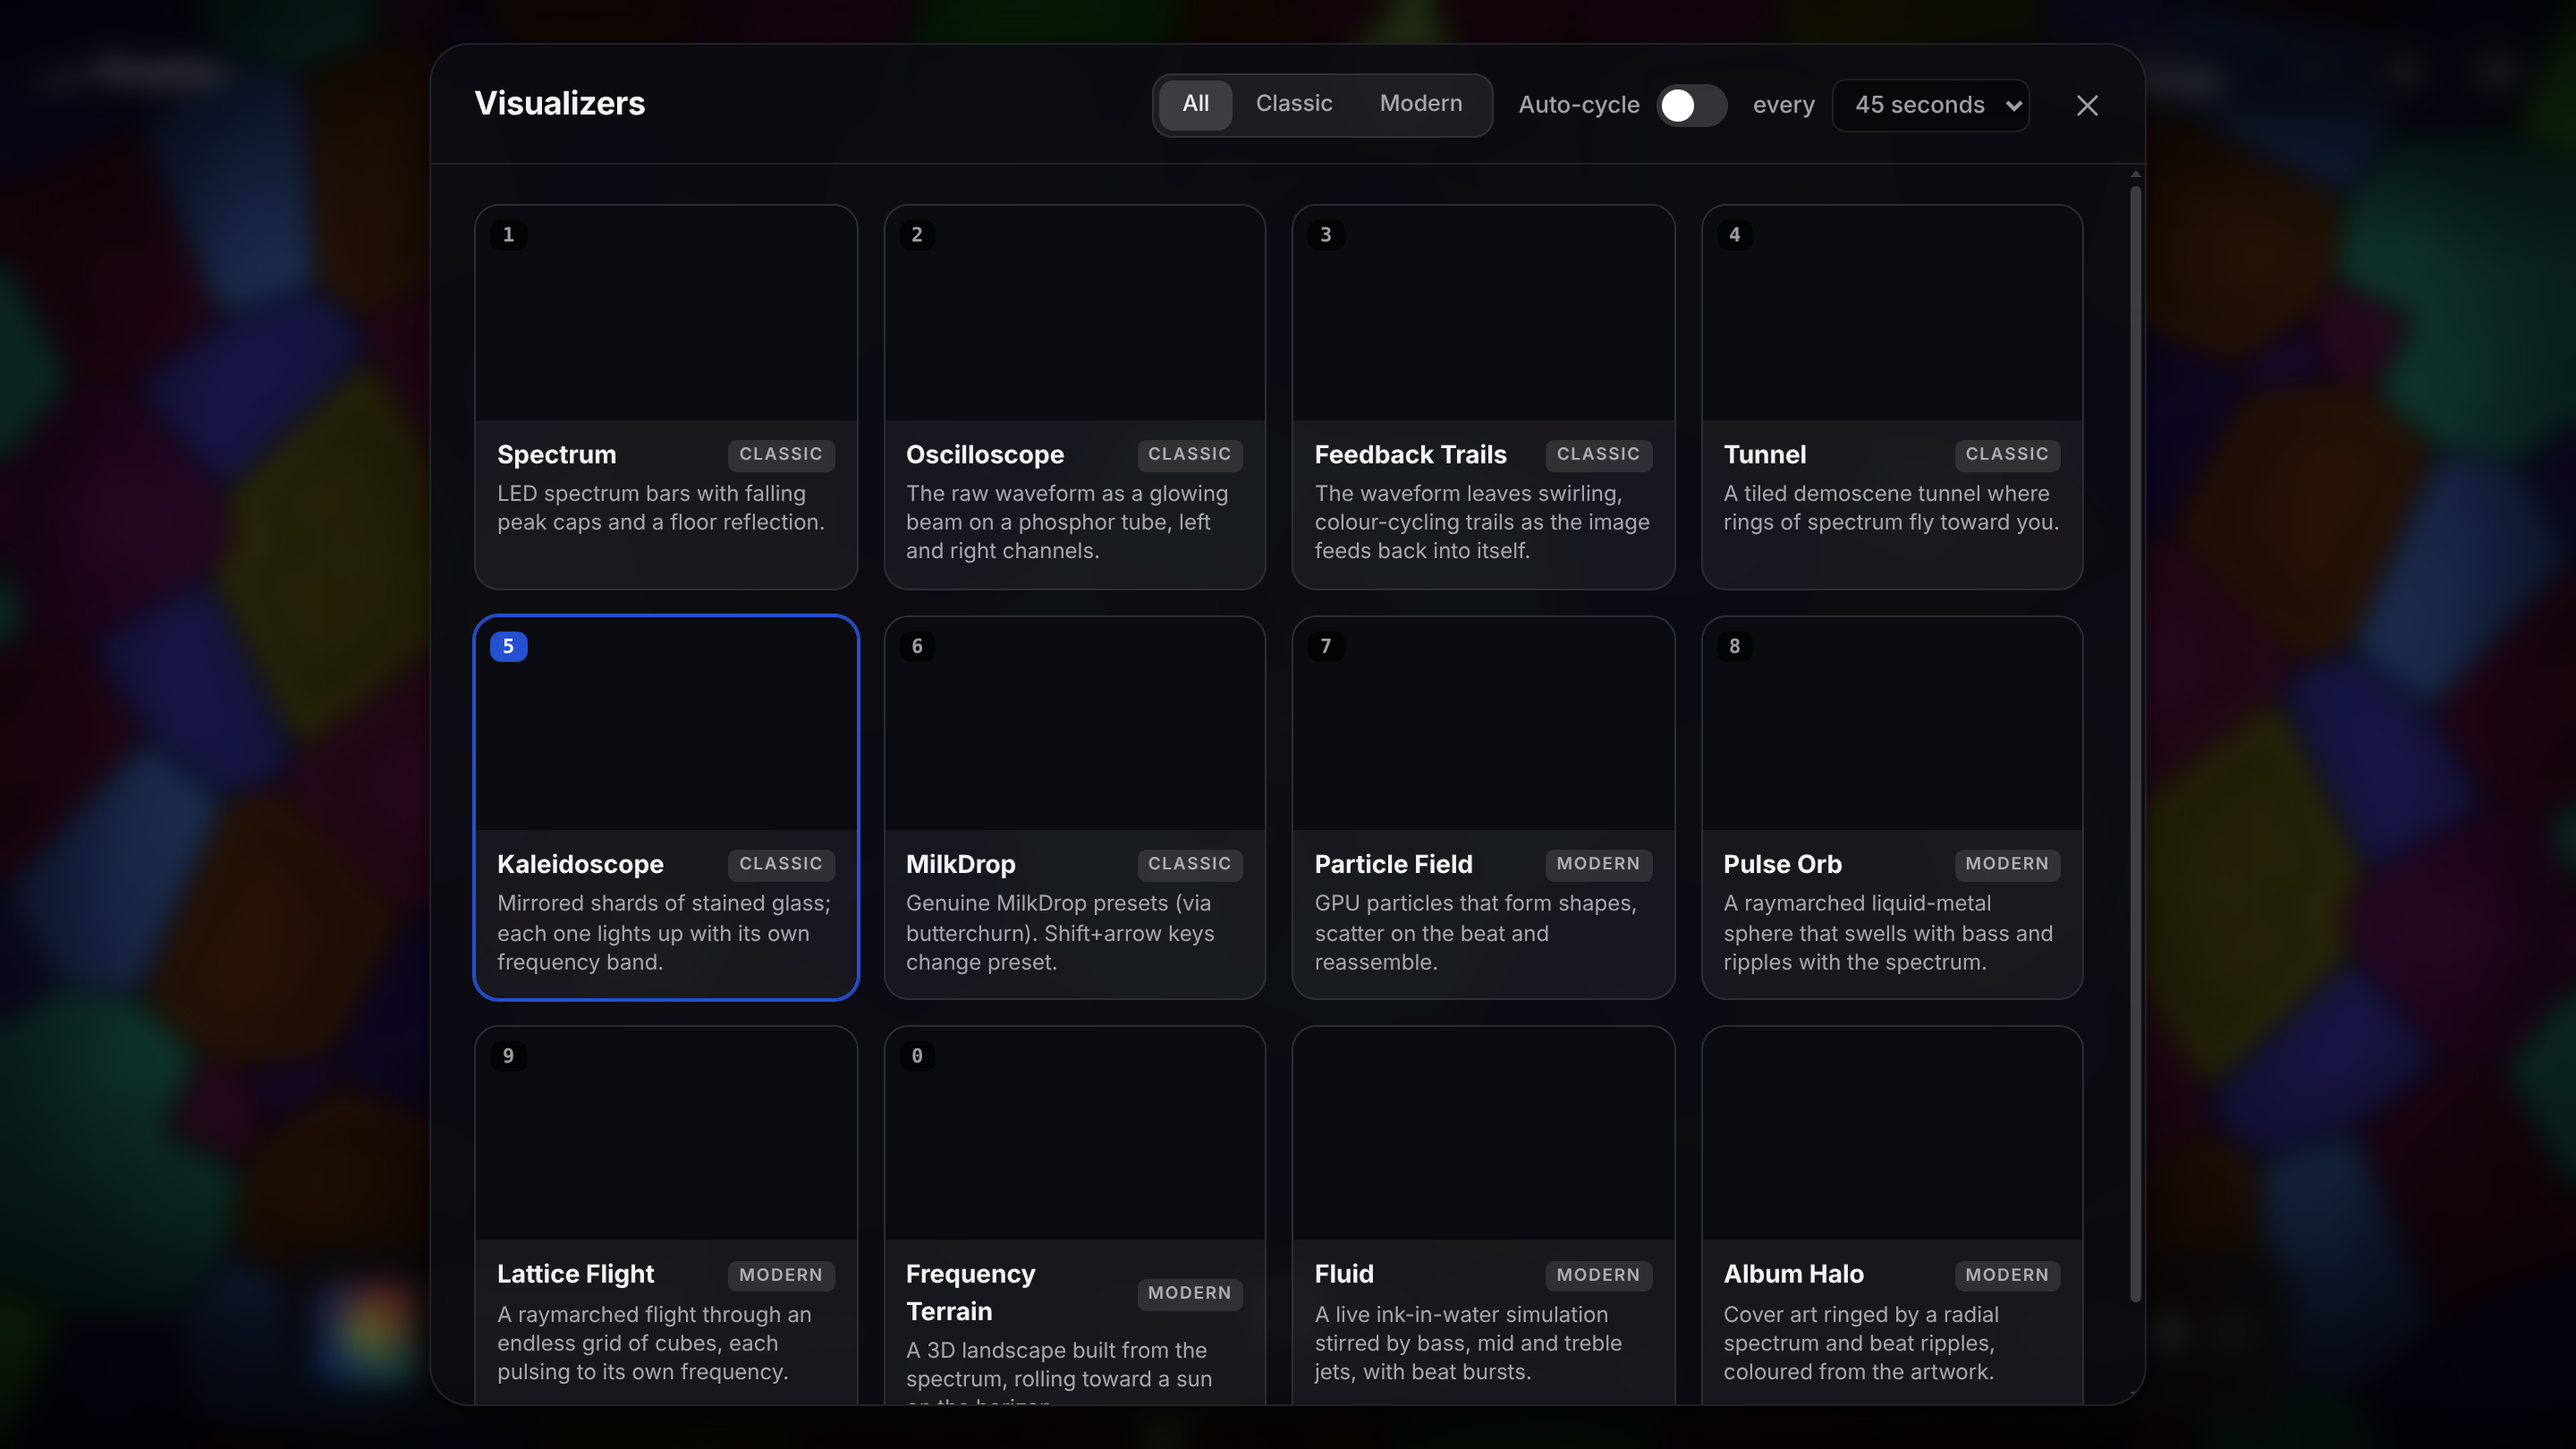 Visualizers
All Classic Modern Auto-cycle every 45 seconds
1
2
3
4
Spectrum CLASSIC
LED spectrum bars with falling
peak caps and a floor reflection.
Oscilloscope CLASSIC
The raw waveform as a glowing
beam on a phosphor tube, left
and right channels.
Feedback Trails CLASSIC
The waveform leaves swirling,
colour-cycling trails as the image
feeds back into itself.
Tunnel CLASSIC
A tiled demoscene tunnel where
rings of spectrum fly toward you.
5
6
7
8
Kaleidoscope CLASSIC
Mirrored shards of stained glass;
each one lights up with its own
frequency band.
MilkDrop CLASSIC
Genuine MilkDrop presets (via
butterchurn). Shift+arrow keys
change preset.
Particle Field MODERN
GPU particles that form shapes,
scatter on the beat and
reassemble.
Pulse Orb MODERN
A raymarched liquid-metal
sphere that swells with bass and
ripples with the spectrum.
9
0
Lattice Flight MODERN
A raymarched flight through an
endless grid of cubes, each
pulsing to its own frequency.
Frequency
Terrain MODERN
A 3D landscape built from the
spectrum, rolling toward a sun
Fluid MODERN
A live ink-in-water simulation
stirred by bass, mid and treble
jets, with beat bursts.
Album Halo MODERN
Cover art ringed by a radial
spectrum and beat ripples,
coloured from the artwork.